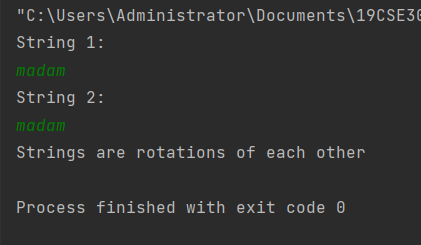 "C:\Users\Administrator\Documents\19CSE30
String 1:
madam
String 2:
madam
Strings are rotations of each other
Process finished with exit code 0